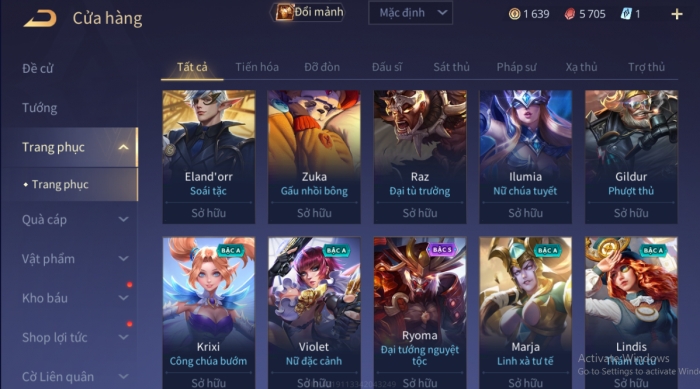 Cửa hàng
Đổi mảnh
Mặc định
1 639
5 705
1
Đề cử
Tướng
Trang phục
Trang phục
Quà cáp
Vật phẩm
Kho báu
Shop lợi tức
Cờ Liên quân
Tất cả Tiến hóa Đỡ đòn Đấu sĩ Sát thủ Pháp sư Xạ thủ Trợ thủ
Eland'orr Zuka Raz Ilumia Gildur
Soái tặc Gấu nhồi bông Đại tù trưởng Nữ chúa tuyết Phượt thủ
Sở hữu Sở hữu Sở hữu Sở hữu Sở hữu
BẬC A BẬC A BẬC S BẬC A BẬC A
Krixi Violet Ryoma Marja Lindis
Công chúa bướm Nữ đặc cảnh Đại tướng nguyệt tộc Linh xà tư tế Thám tử tư
Sở hữu Sở hữu Sở hữu Sở hữu Sở hữu
Activate Windows
Go to Settings to activate Wind